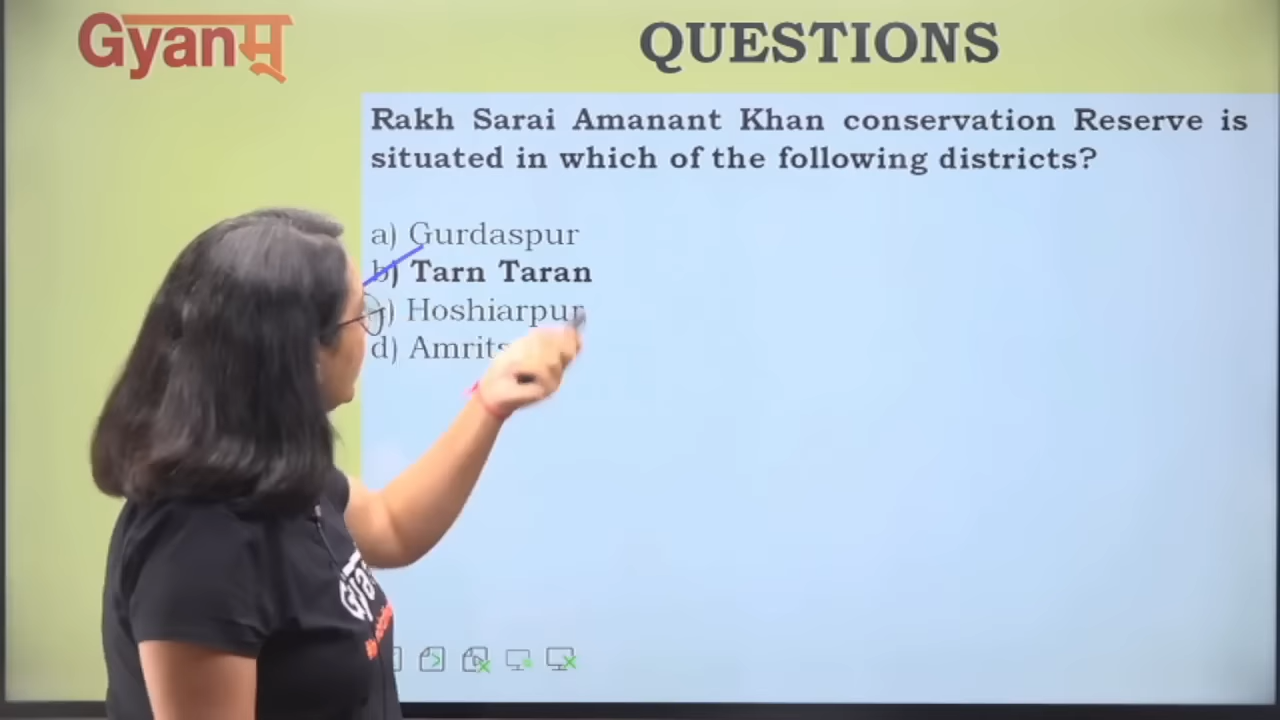 Gyanम्
QUESTIONS
Rakh Sarai Amanant Khan conservation Reserve is
situated in which of the following districts?
a) Gurdaspur
b) Tarn Taran
Hoshiarpur
d)